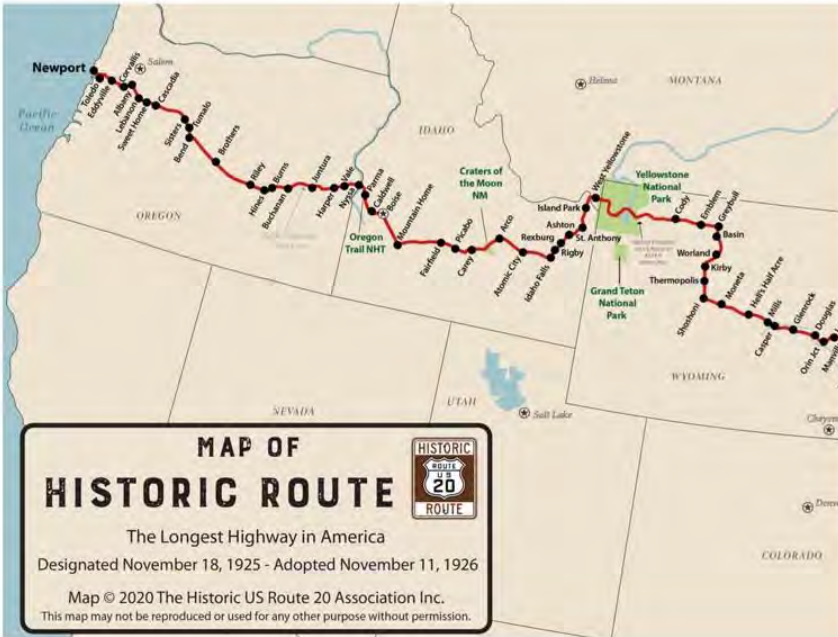 Newport
Toledo
Eddyville
Corvallis
Albany
Lebanon
Sweet Home
Cascadia
Salem
Pacific
Ocean
Sisters
Tumalo
Bend
Brothers
Riley
Hines
Burns
Buchanan
Juntura
Harper
Vale
Nyssa
Parma
Caldwell
Boise
Mountain Home
OREGON
Oregon
Trail NHT
IDAHO
Craters of
the Moon
NM
Fairfield
Picabo
Carey
Arco
Atomic City
Idaho Falls
Rigby
Rexburg
St. Anthony
Ashton
Island Park
West Yellowstone
Helena
MONTANA
Yellowstone
National
Park
Grand Teton
National
Park
Cody
Emblem
Greybull
Basin
Worland
Kirby
Thermopolis
Shoshoni
Moneta
Hell's Half Acre
Mills
Casper
Glenrock
Douglas
Orin Jct
WYOMING
NEVADA
UTAH
Salt Lake
COLORADO
MAP OF
HISTORIC ROUTE
HISTORIC
ROUTE
US
20
ROUTE
The Longest Highway in America
Designated November 18, 1925 - Adopted November 11, 1926
Map © 2020 The Historic US Route 20 Association Inc.
This map may not be reproduced or used for any other purpose without permission.